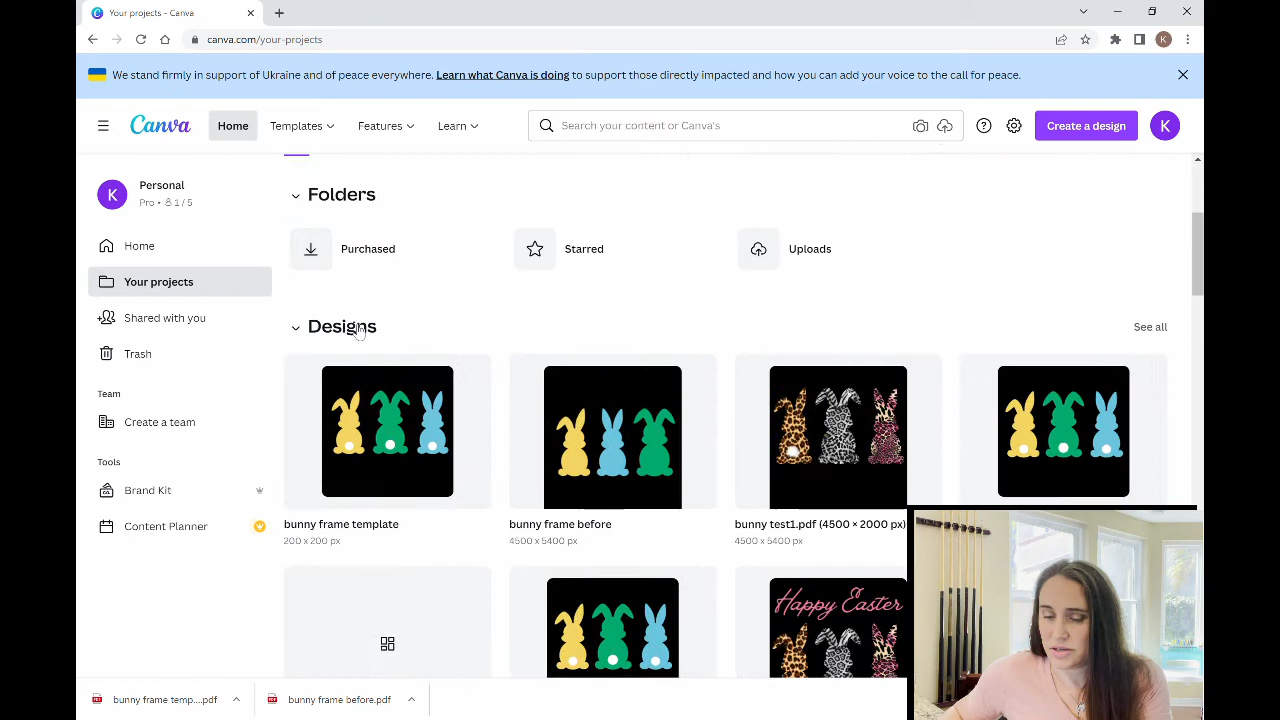 Your projects - Canva
canva.com/your-projects
K
We stand firmly in support of Ukraine and of peace everywhere. Learn what Canva is doing to support those directly impacted and how you can add your voice to the call for peace.
Canva
Home
Templates
Features
Learn
Search your content or Canva's
Create a design
K
K
Personal
Pro • 1 / 5
Home
Your projects
Shared with you
Trash
Team
Create a team
Tools
Brand Kit
Content Planner
Folders
Purchased
Starred
Uploads
Designs
See all
bunny frame template
200 x 200 px
bunny frame before
4500 x 5400 px
bunny test1.pdf (4500 × 2000 px)
4500 x 5400 px
Happy Easter
bunny frame temp....pdf
bunny frame before.pdf